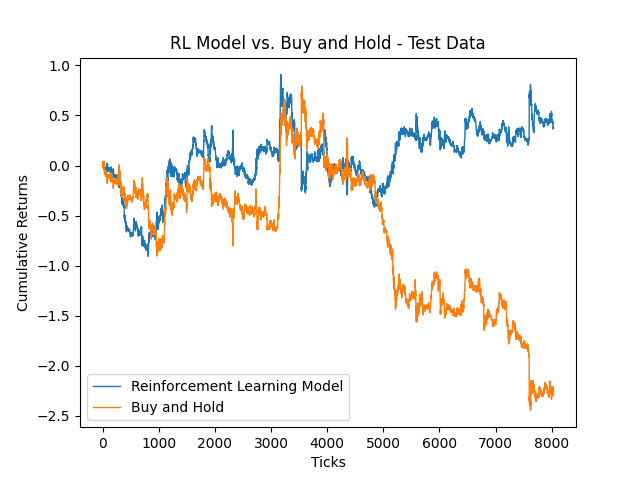 RL Model vs. Buy and Hold - Test Data
1.0
0.5
0.0
−0.5
−1.0
−1.5
−2.0
−2.5
Cumulative Returns
Reinforcement Learning Model
Buy and Hold
0 1000 2000 3000 4000 5000 6000 7000 8000
Ticks